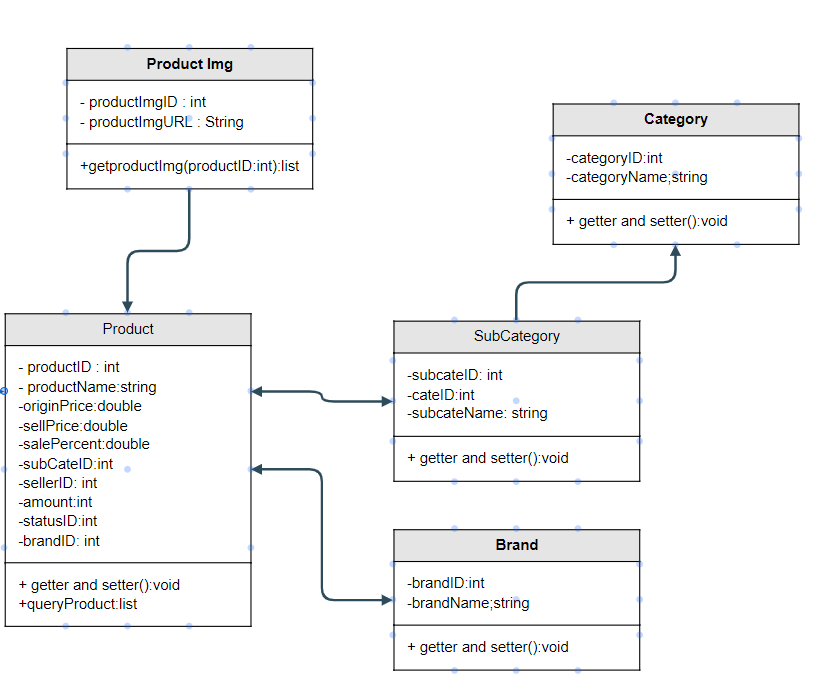 Product Img
- productImgID : int
- productImgURL : String
+getproductImg(productID:int):list
Category
-categoryID:int
-categoryName;string
+ getter and setter():void
Product
- productID : int
- productName:string
-originPrice:double
-sellPrice:double
-salePercent:double
-subCateID:int
-sellerID: int
-amount:int
-statusID:int
-brandID: int
+ getter and setter():void
+queryProduct:list
SubCategory
-subcateID: int
-cateID:int
-subcateName: string
+ getter and setter():void
Brand
-brandID:int
-brandName;string
+ getter and setter():void